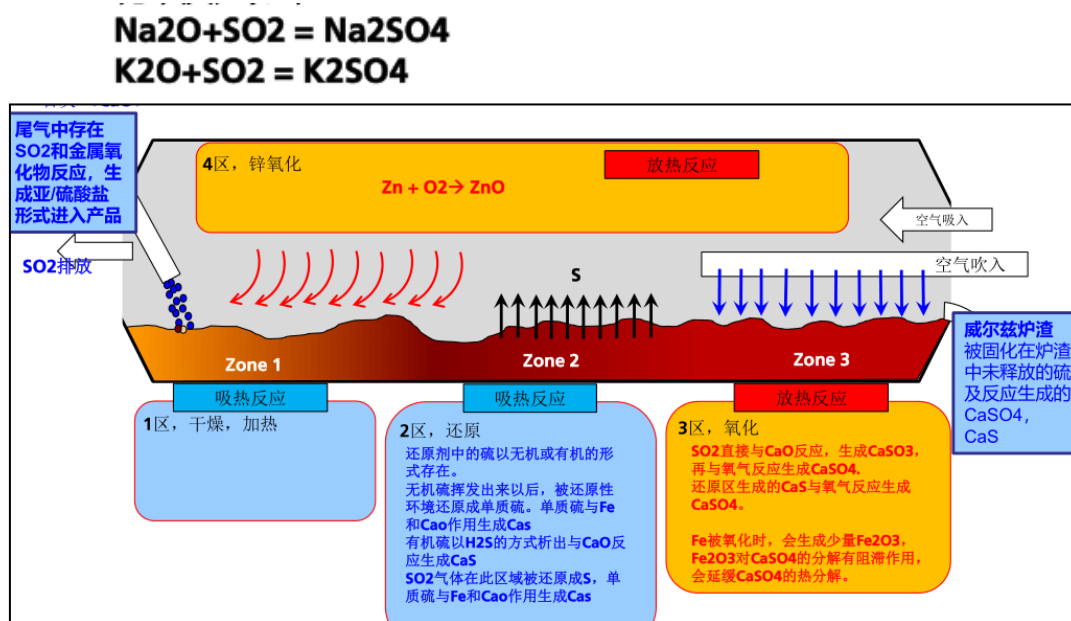 Na2O+SO2 = Na2SO4
K2O+SO2 = K2SO4
尾气中存在
SO2和金属氧
化物反应，生
成亚/硫酸盐
形式进入产品
4区，锌氧化
放热反应
Zn + O2→ ZnO
空气吸入
SO2排放
S
空气吹入
Zone 1
Zone 2
Zone 3
威尔兹炉渣
被固化在炉渣
中未释放的硫
及反应生成的
CaSO4，
CaS
吸热反应
1区，干燥，加热
吸热反应
2区，还原
还原剂中的硫以无机或有机的形
式存在。
无机硫挥发出来以后，被还原性
环境还原成单质硫。单质硫与Fe
和Cao作用生成Cas
有机硫以H2S的方式析出与CaO反
应生成CaS
SO2气体在此区域被还原成S，单
质硫与Fe和Cao作用生成Cas
放热反应
3区，氧化
SO2直接与CaO反应，生成CaSO3，
再与氧气反应生成CaSO4.
还原区生成的CaS与氧气反应生成
CaSO4。
Fe被氧化时，会生成少量Fe2O3，
Fe2O3对CaSO4的分解有阻滞作用，
会延缓CaSO4的热分解。